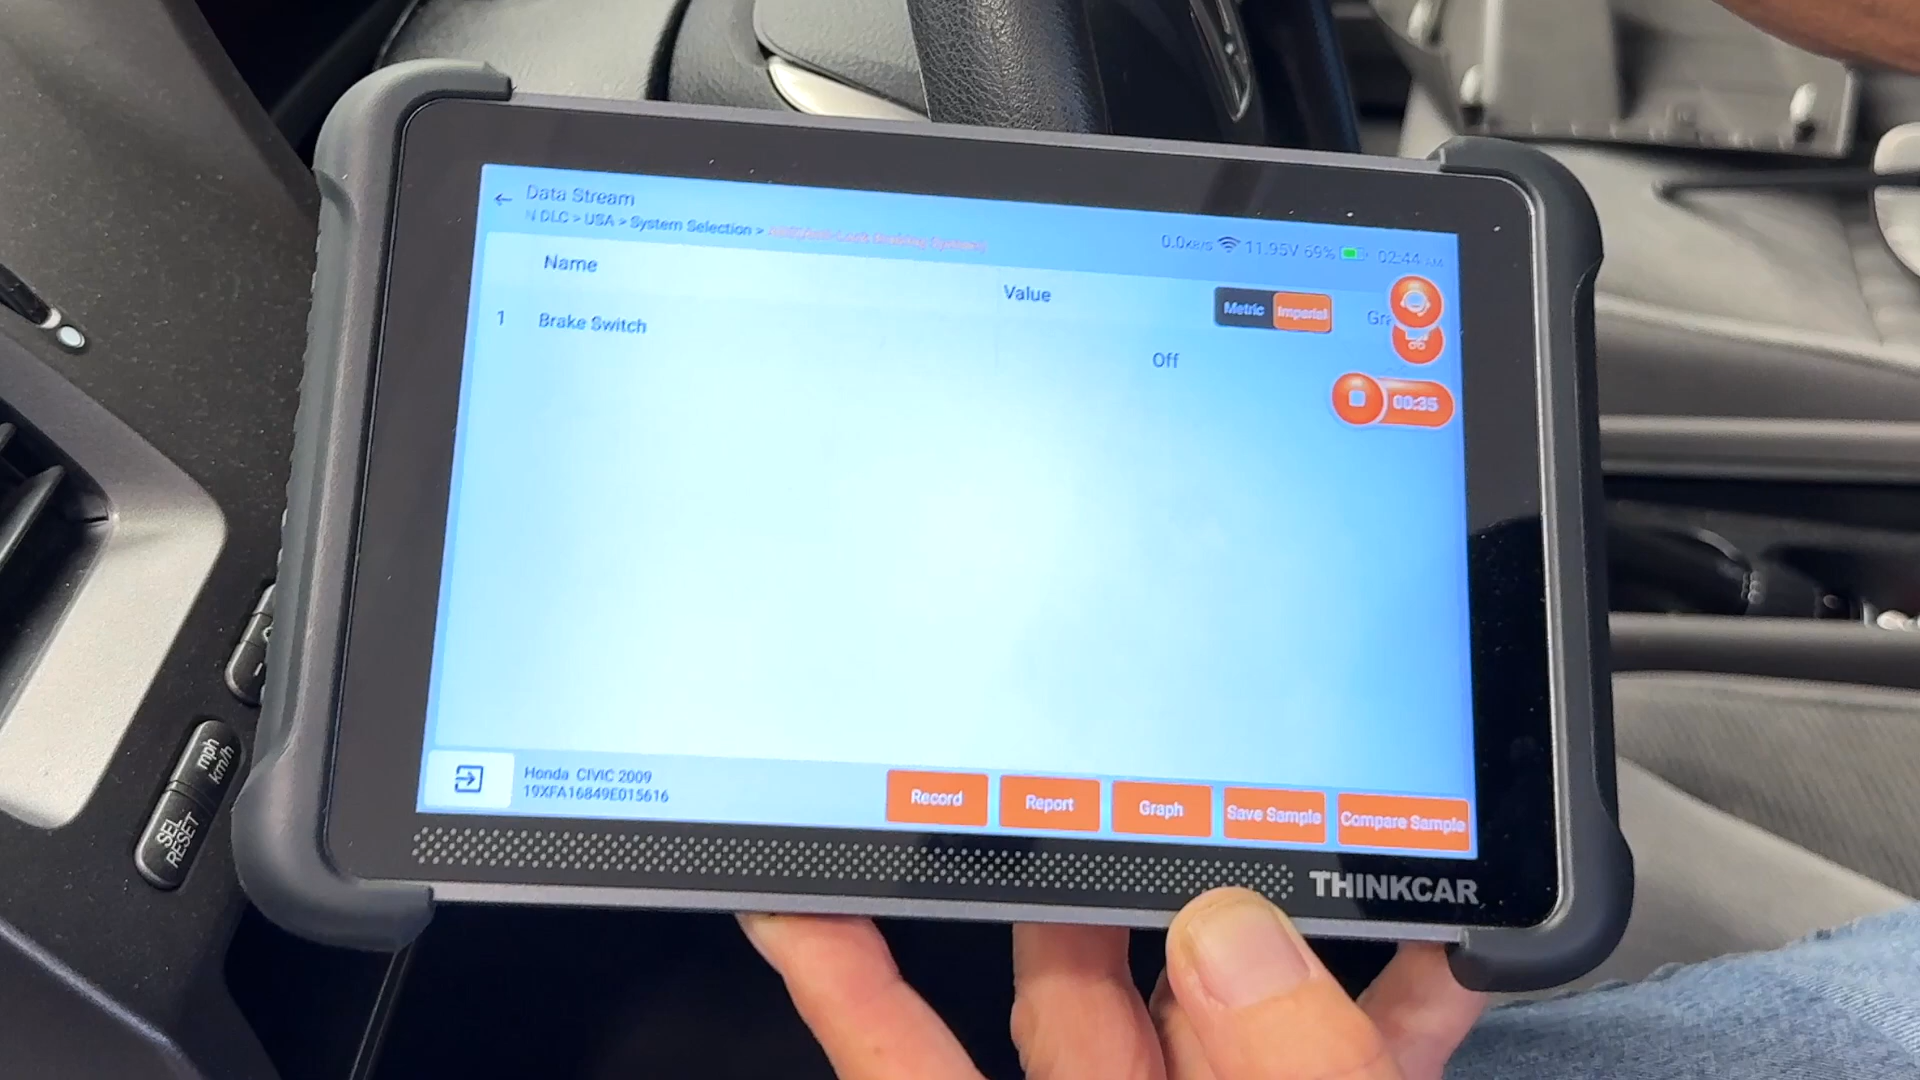 Data Stream
N DLC > USA > System Selection >
0.0KB/S 11.95V 69% 02:44 AM
Name Value Metric Imperial Gra
1 Brake Switch Off
00:35
Honda CIVIC 2009
19XFA16849E015616
Record Report Graph Save Sample Compare Sample
THINKCAR
mph
km/h
SEL
RESET